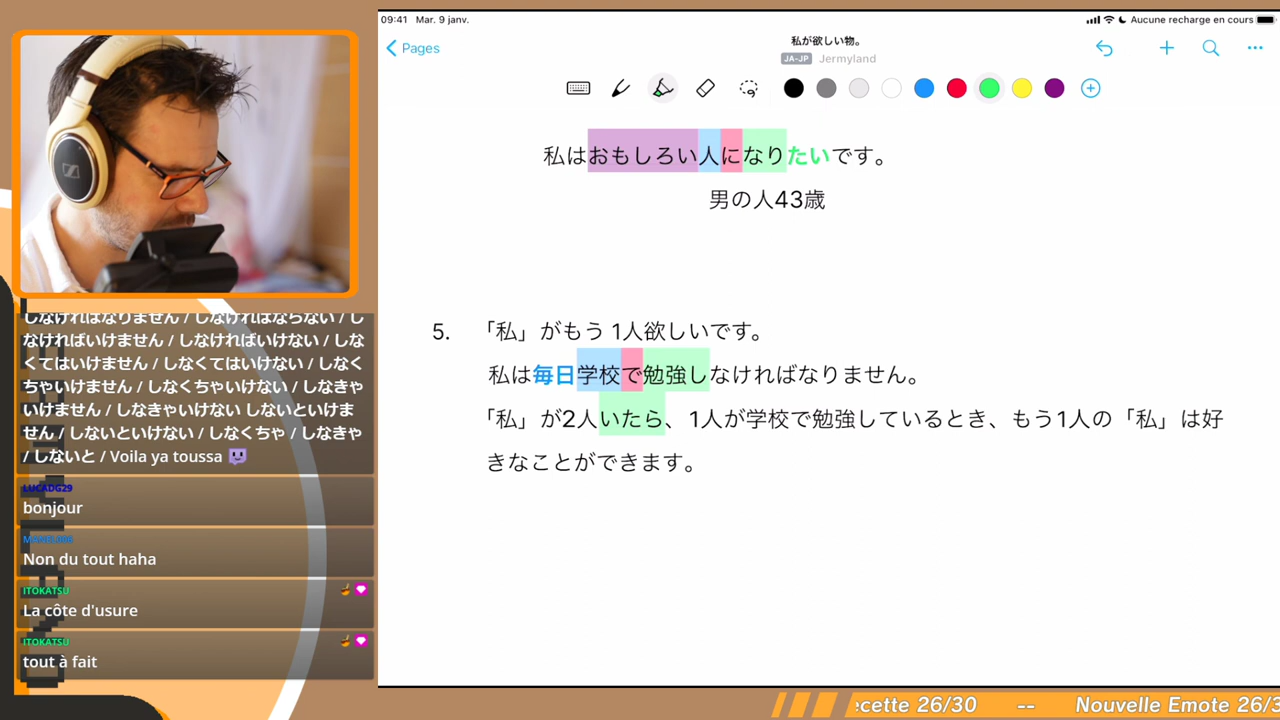 09:41 Mar. 9 janv.
Aucune recharge en cours
Pages
私が欲しい物。
JA-JP Jermyland
私はおもしろい人になりたいです。
男の人43歳
5. 「私」がもう1人欲しいです。
私は毎日学校で勉強しなければなりません。
「私」が2人いたら、1人が学校で勉強しているとき、もう1人の「私」は好
きなことができます。
しなければなりません / しなければならない / し
なければいけません / しなければいけない / しな
くてはいけません / しなくてはいけない / しなく
ちゃいけません / しなくちゃいけない / しなきゃ
いけません / しなきゃいけない しないといけま
せん / しないといけない / しなくちゃ / しなきゃ
/ しないと / Voila ya toussa
LUCADG29
bonjour
Non du tout haha
ITOKATSU
La côte d'usure
ITOKATSU
tout à fait
cette 26/30 -- Nouvelle Emote 26/3